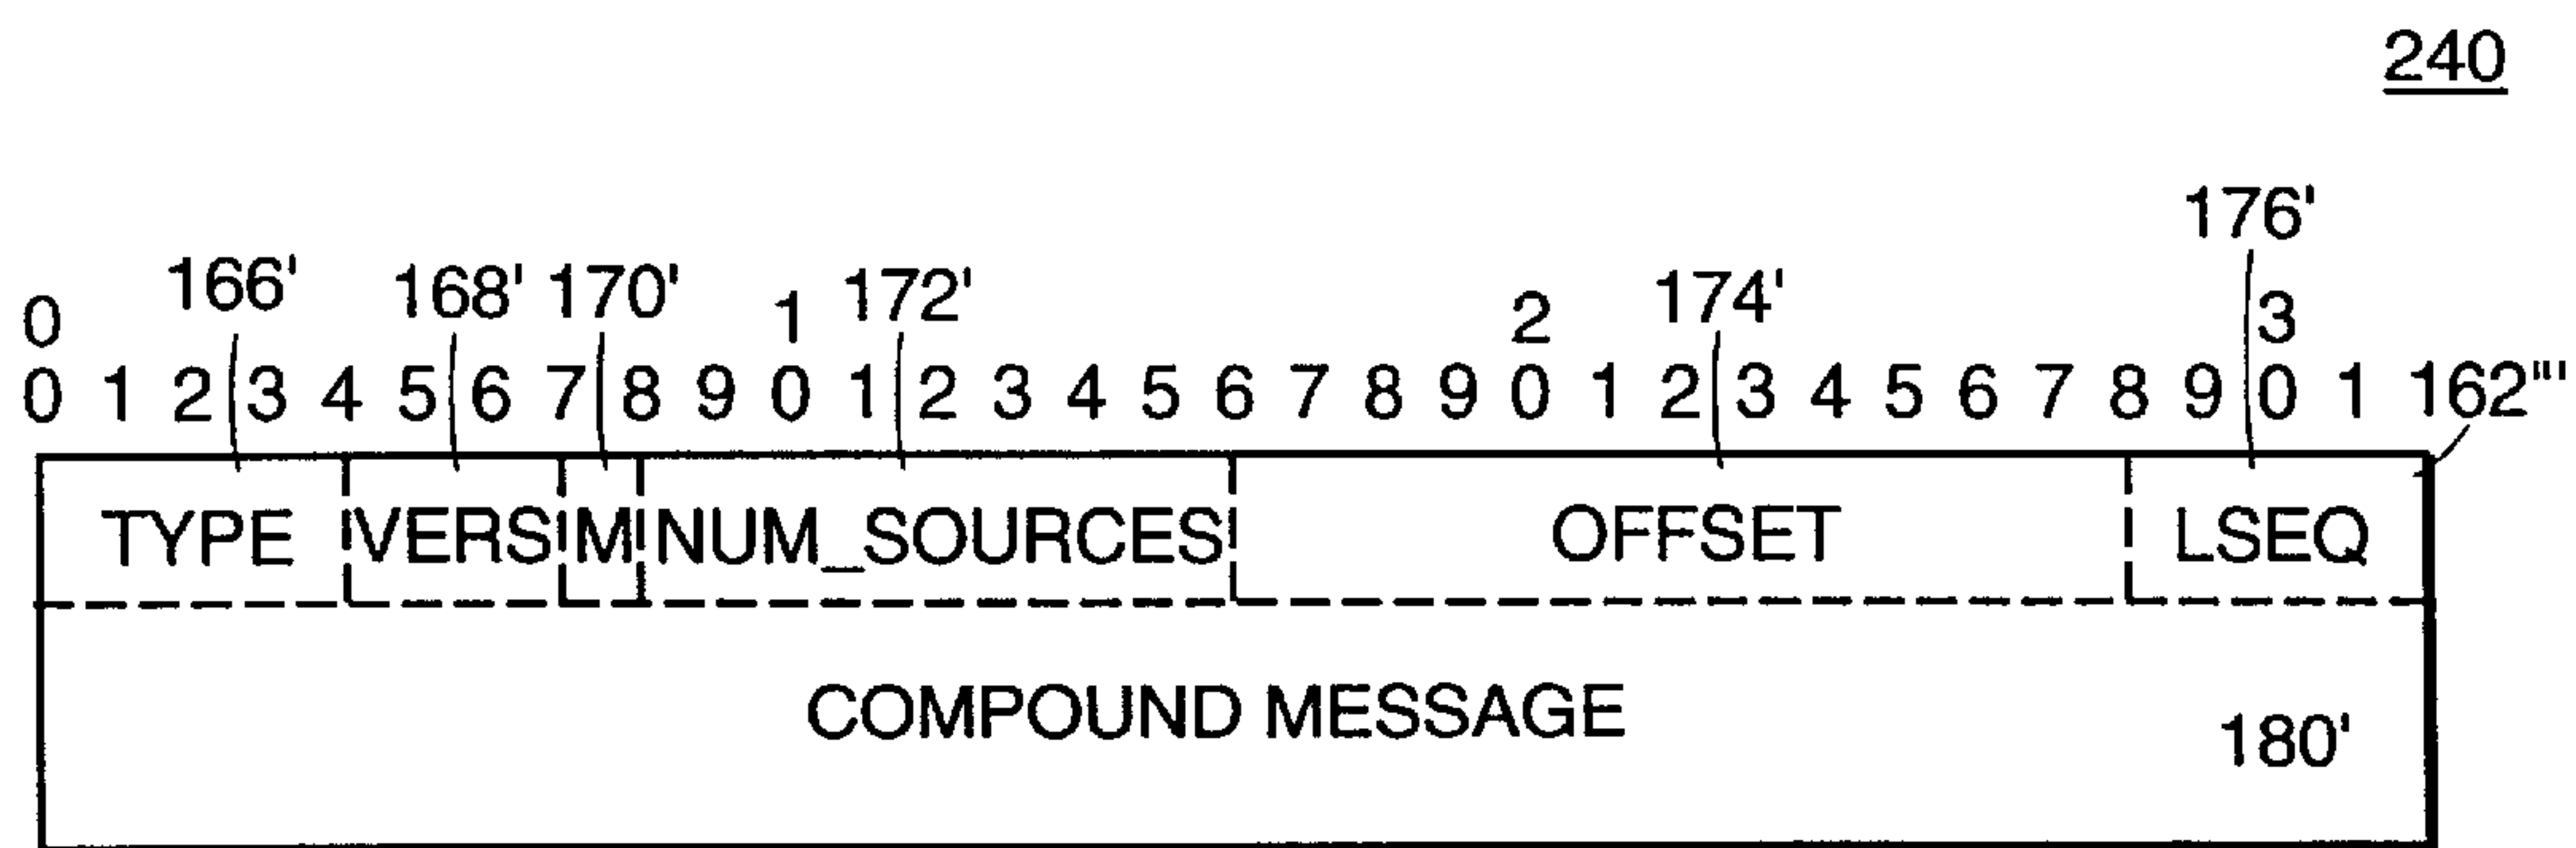 240
176'
166' 168' 170' 172' 174'
0 1 2 3
0 1 2 3 4 5 6 7 8 9 0 1 2 3 4 5 6 7 8 9 0 1 2 3 4 5 6 7 8 9 0 1 162'''
TYPE VERS M NUM_SOURCES OFFSET LSEQ
COMPOUND MESSAGE
180'